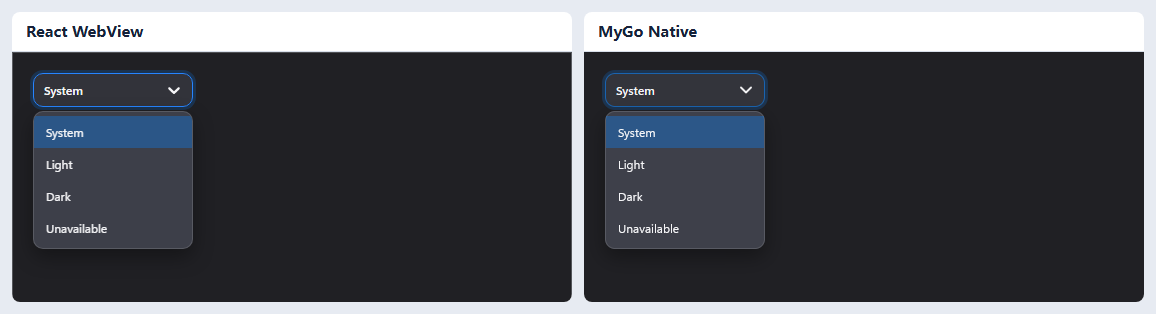 React WebView
System
System
Light
Dark
Unavailable
MyGo Native
System
System
Light
Dark
Unavailable